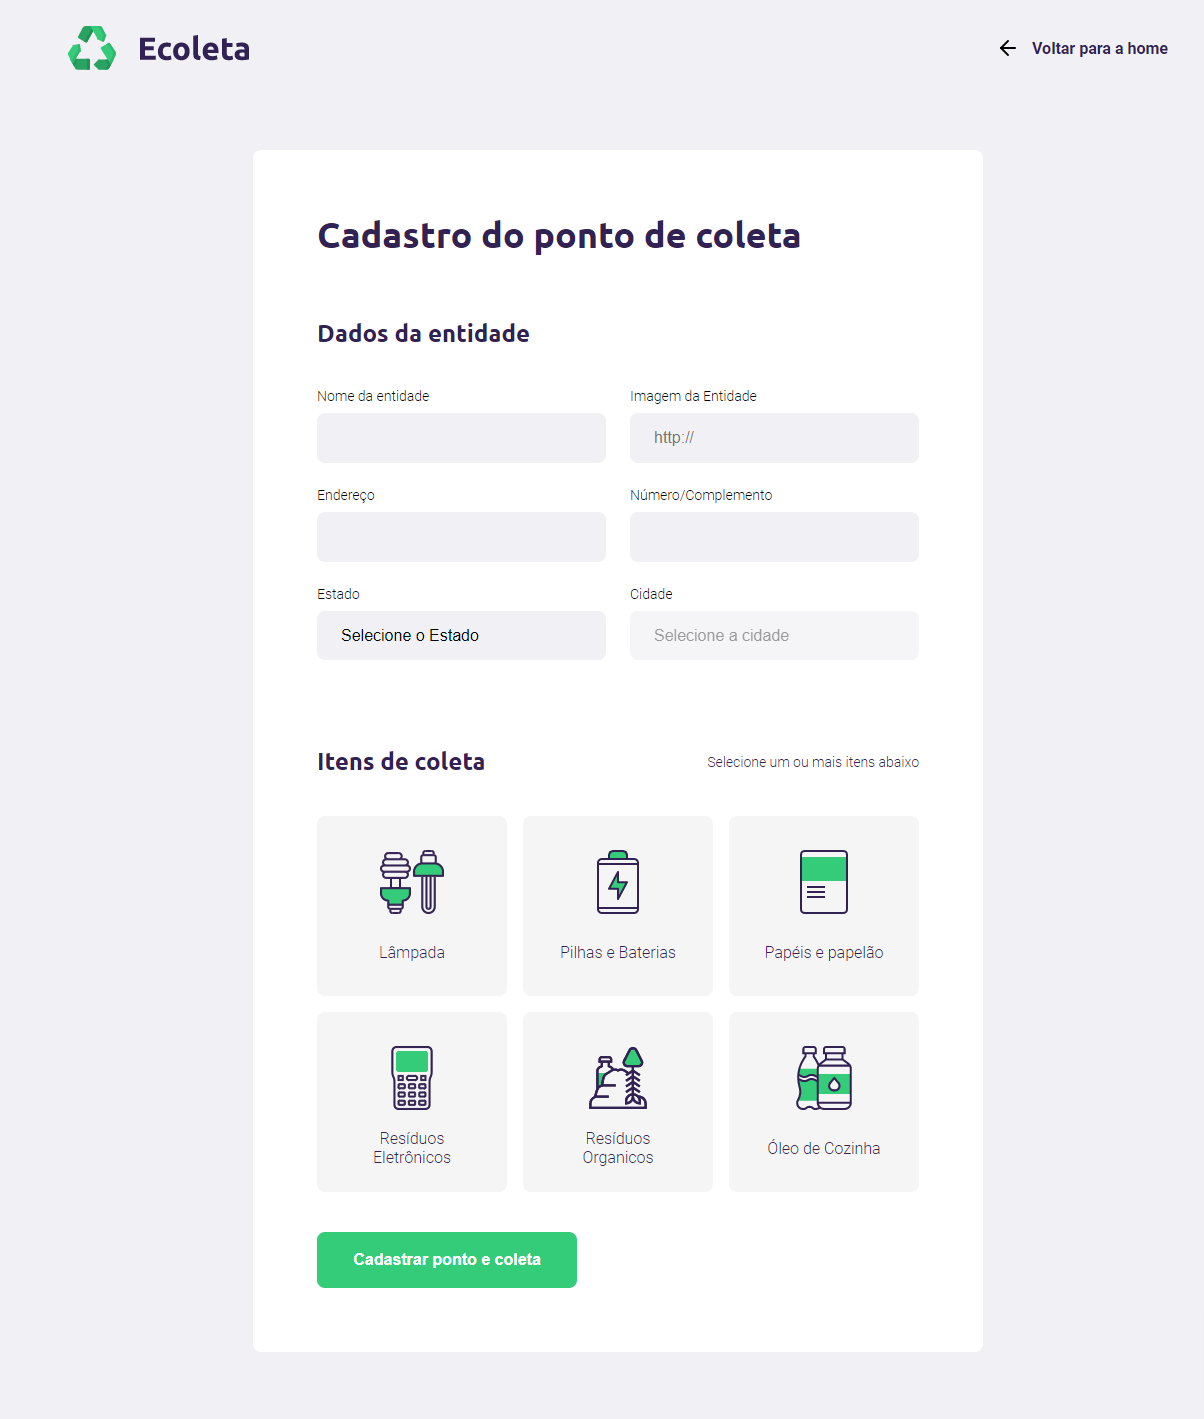 Ecoleta
Voltar para a home
Cadastro do ponto de coleta
Dados da entidade
Nome da entidade
Imagem da Entidade
http://
Endereço
Número/Complemento
Estado
Cidade
Selecione o Estado
Selecione a cidade
Itens de coleta
Selecione um ou mais itens abaixo
Lâmpada
Pilhas e Baterias
Papéis e papelão
Resíduos
Eletrônicos
Resíduos
Organicos
Óleo de Cozinha
Cadastrar ponto e coleta